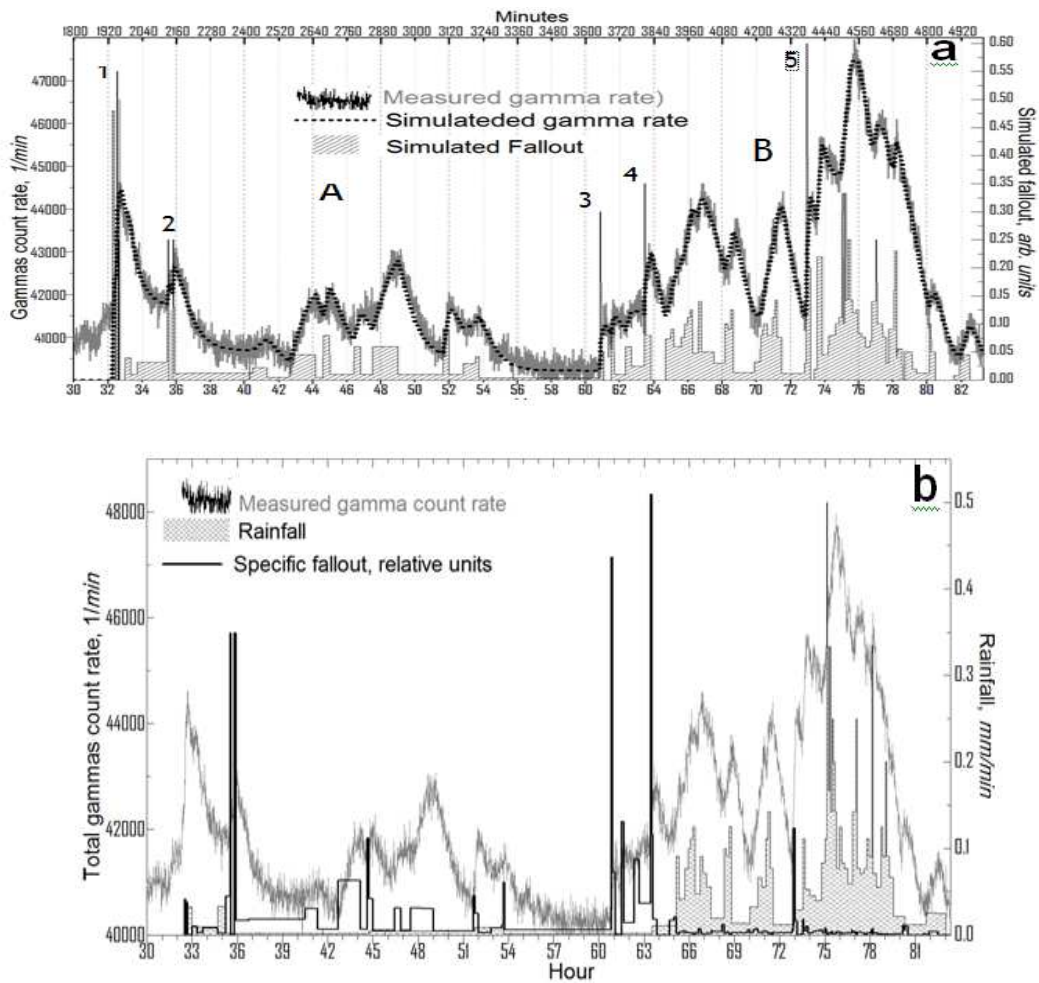 Minutes
1800 1920 2040 2160 2280 2400 2520 2640 2760 2880 3000 3120 3240 3360 3480 3600 3720 3840 3960 4080 4200 4320 4440 4560 4680 4800 4920
a
1
2
3
4
5
A
B
Measured gamma rate)
Simulateded gamma rate
Simulated Fallout
Gammas count rate, 1/min
47000
46000
45000
44000
43000
42000
41000
Simulated fallout, arb. units
0.60
0.55
0.50
0.45
0.40
0.35
0.30
0.25
0.20
0.15
0.10
0.05
0.00
30 32 34 36 38 40 42 44 46 48 50 52 54 56 58 60 62 64 66 68 70 72 74 76 78 80 82
b
Measured gamma count rate
Rainfall
Specific fallout, relative units
Total gammas count rate, 1/min
48000
46000
44000
42000
40000
Rainfall, mm/min
0.5
0.4
0.3
0.2
0.1
0.0
30 33 36 39 42 45 48 51 54 57 60 63 66 69 72 75 78 81
Hour